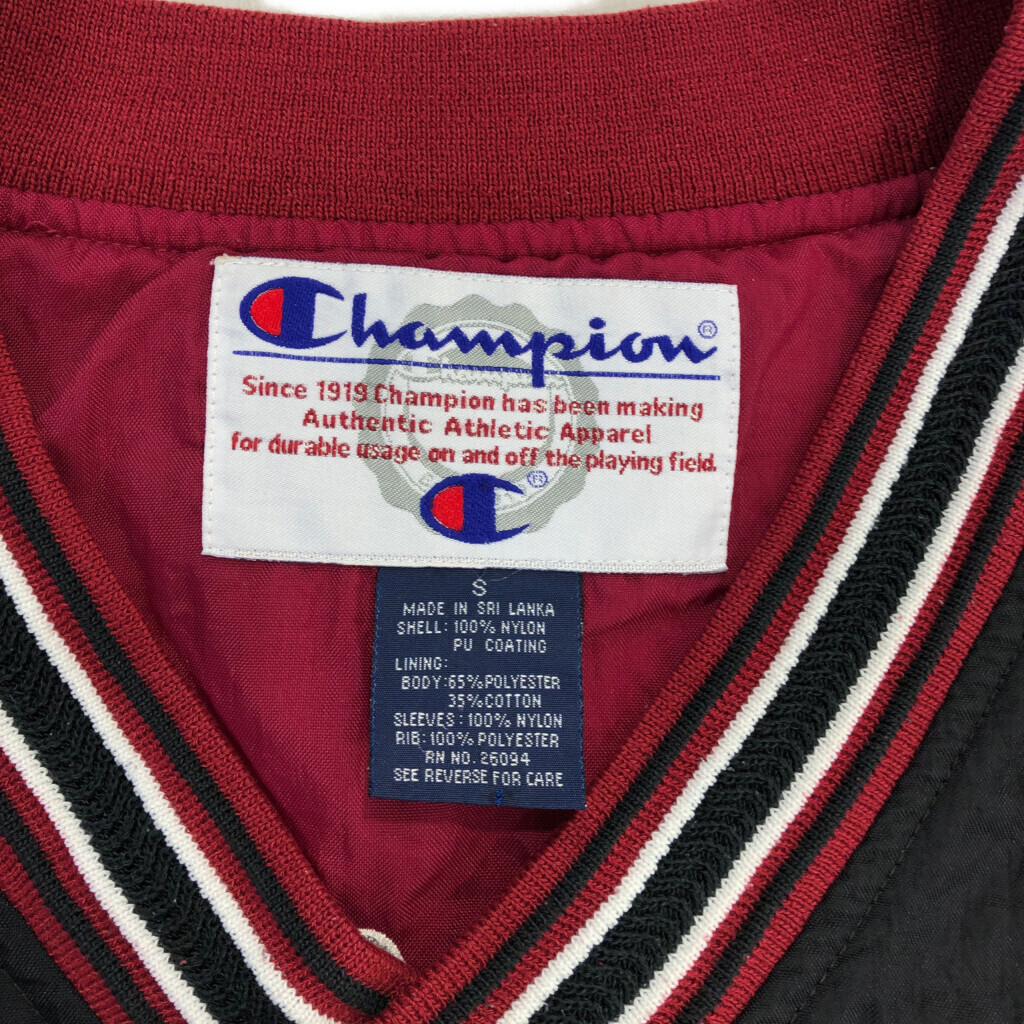 Champion®
Since 1919 Champion has been making
Authentic Athletic Apparel
for durable usage on and off the playing field.
®
S
MADE IN SRI LANKA
SHELL: 100% NYLON
PU COATING
LINING:
BODY: 65% POLYESTER
35% COTTON
SLEEVES: 100% NYLON
RIB: 100% POLYESTER
RN NO. 26094
SEE REVERSE FOR CARE